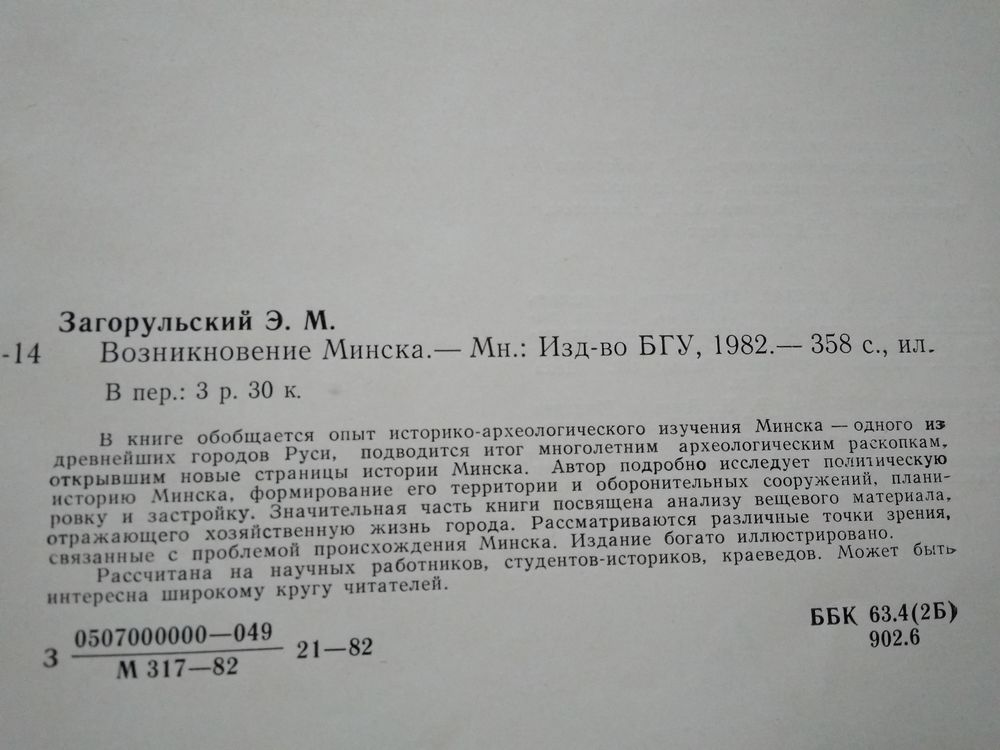 Загорульский Э. М.
-14 Возникновение Минска.— Мн.: Изд-во БГУ, 1982.— 358 с., ил.
В пер.: 3 р. 30 к.
В книге обобщается опыт историко-археологического изучения Минска — одного из
древнейших городов Руси, подводится итог многолетним археологическим раскопкам,
открывшим новые страницы истории Минска. Автор подробно исследует политическую
историю Минска, формирование его территории и оборонительных сооружений, плани-
ровку и застройку. Значительная часть книги посвящена анализу вещевого материала,
отражающего хозяйственную жизнь города. Рассматриваются различные точки зрения,
связанные с проблемой происхождения Минска. Издание богато иллюстрировано.
Рассчитана на научных работников, студентов-историков, краеведов. Может быть
интересна широкому кругу читателей.
З 0507000000—049 21—82
М 317—82
ББК 63.4(2Б)
902.6